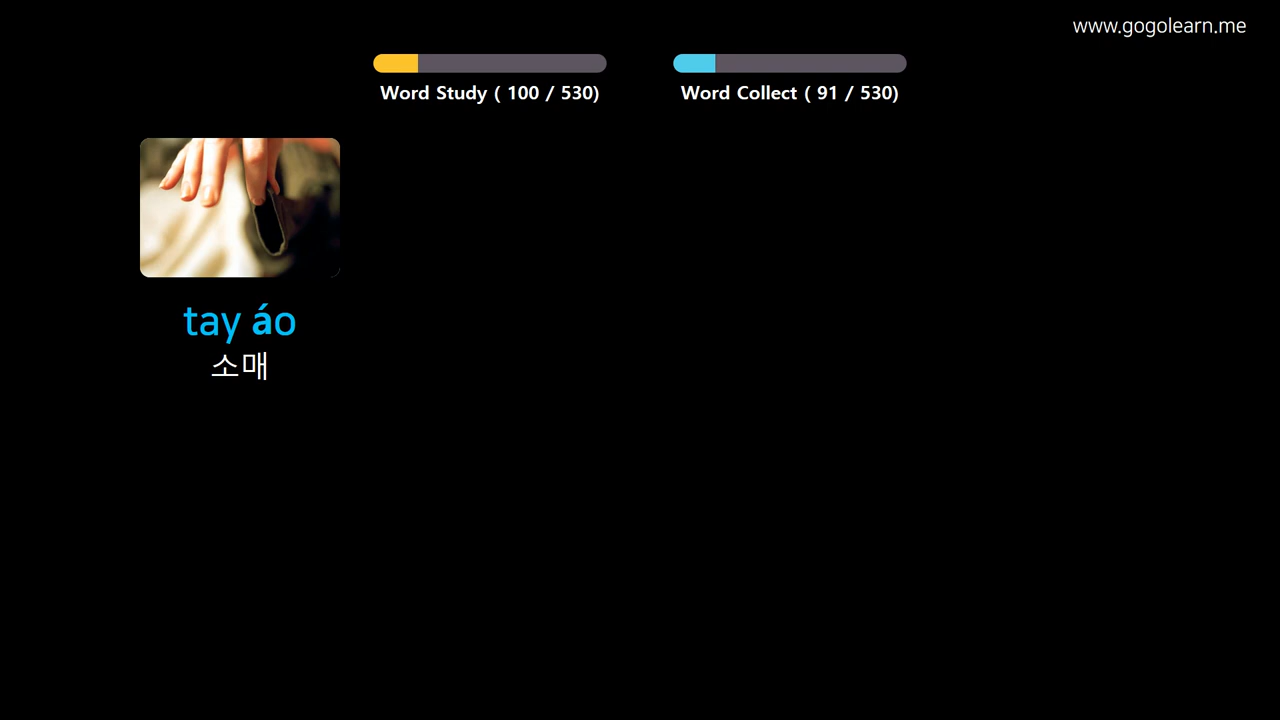 www.gogolearn.me
Word Study ( 100 / 530)
Word Collect ( 91 / 530)
tay áo
소매